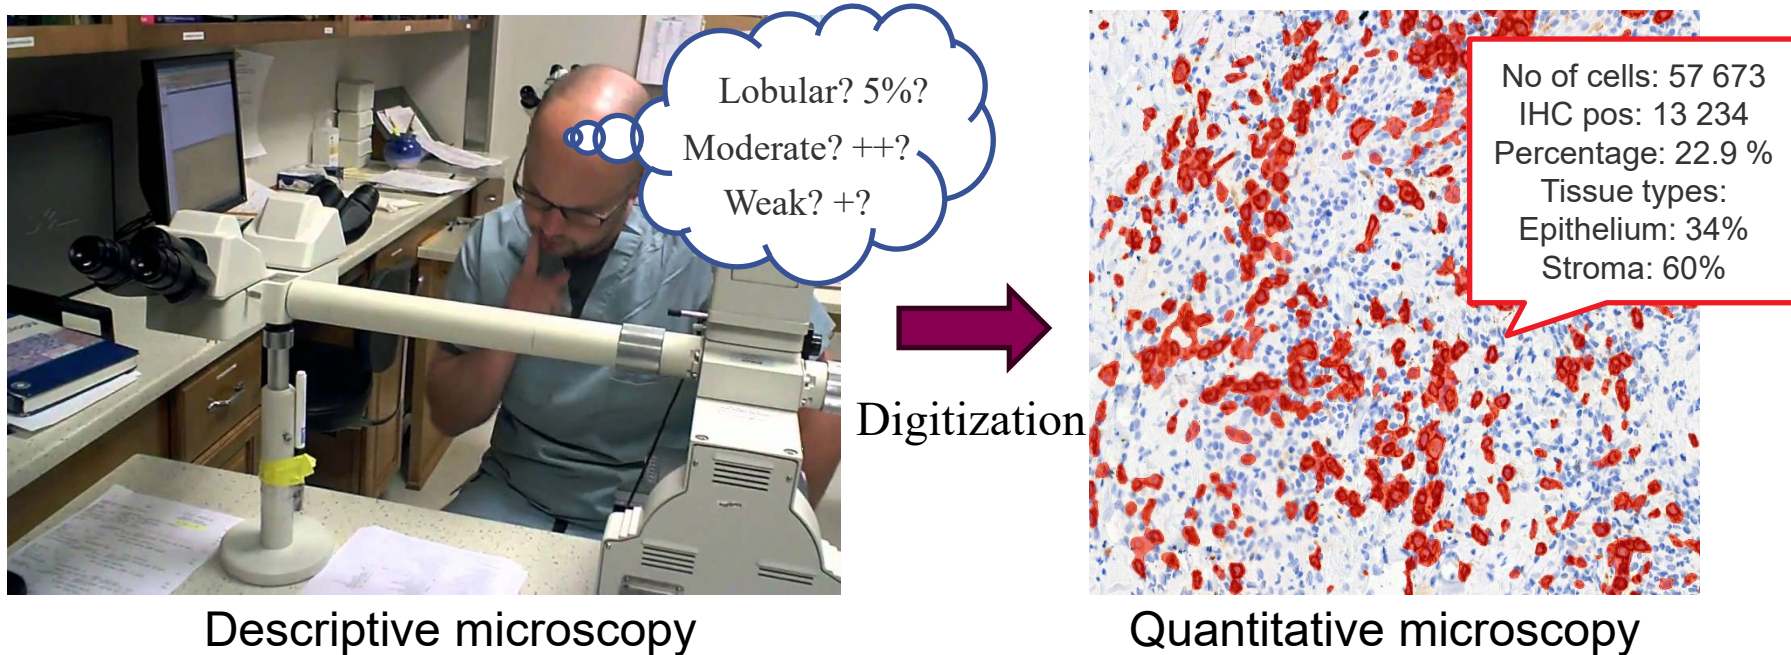 Lobular? 5%?
Moderate? ++?
Weak? +?
Digitization
No of cells: 57 673
IHC pos: 13 234
Percentage: 22.9 %
Tissue types:
Epithelium: 34%
Stroma: 60%
Descriptive microscopy
Quantitative microscopy